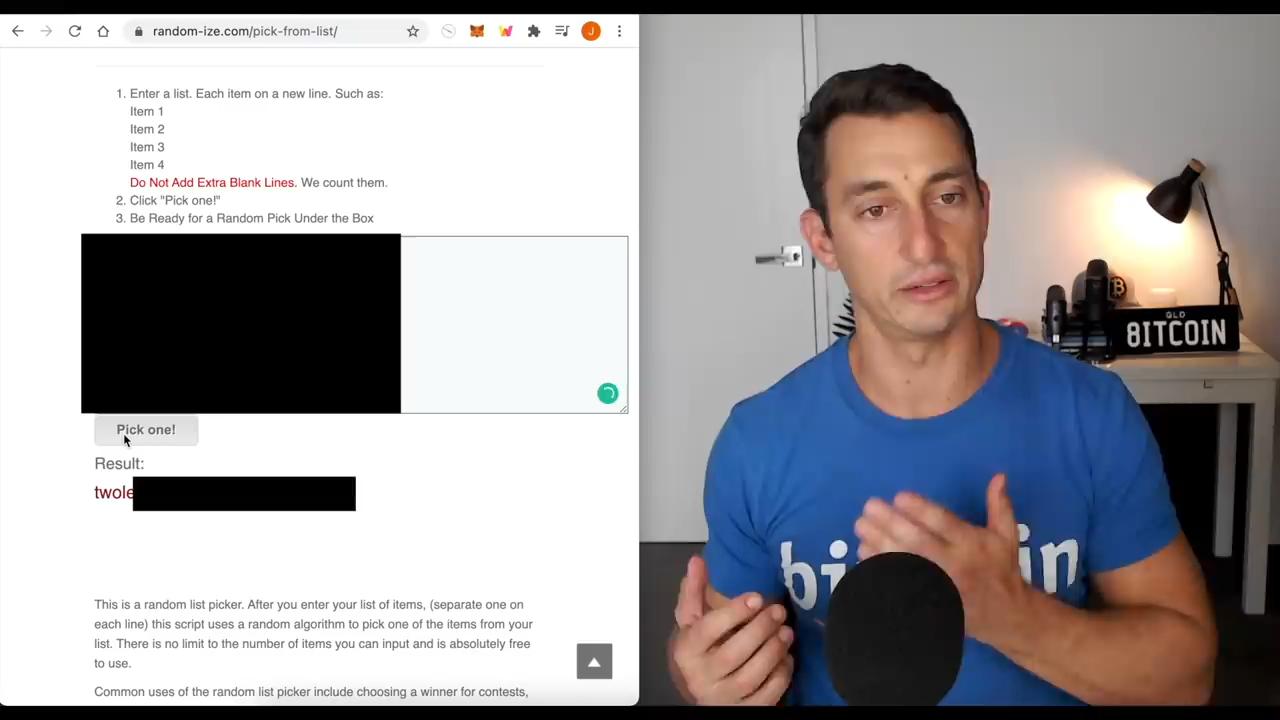 random-ize.com/pick-from-list/
J
1. Enter a list. Each item on a new line. Such as:
Item 1
Item 2
Item 3
Item 4
Do Not Add Extra Blank Lines. We count them.
2. Click "Pick one!"
3. Be Ready for a Random Pick Under the Box
Pick one!
Result:
twole
This is a random list picker. After you enter your list of items, (separate one on
each line) this script uses a random algorithm to pick one of the items from your
list. There is no limit to the number of items you can input and is absolutely free
to use.
Common uses of the random list picker include choosing a winner for contests,
QLD
BITCOIN